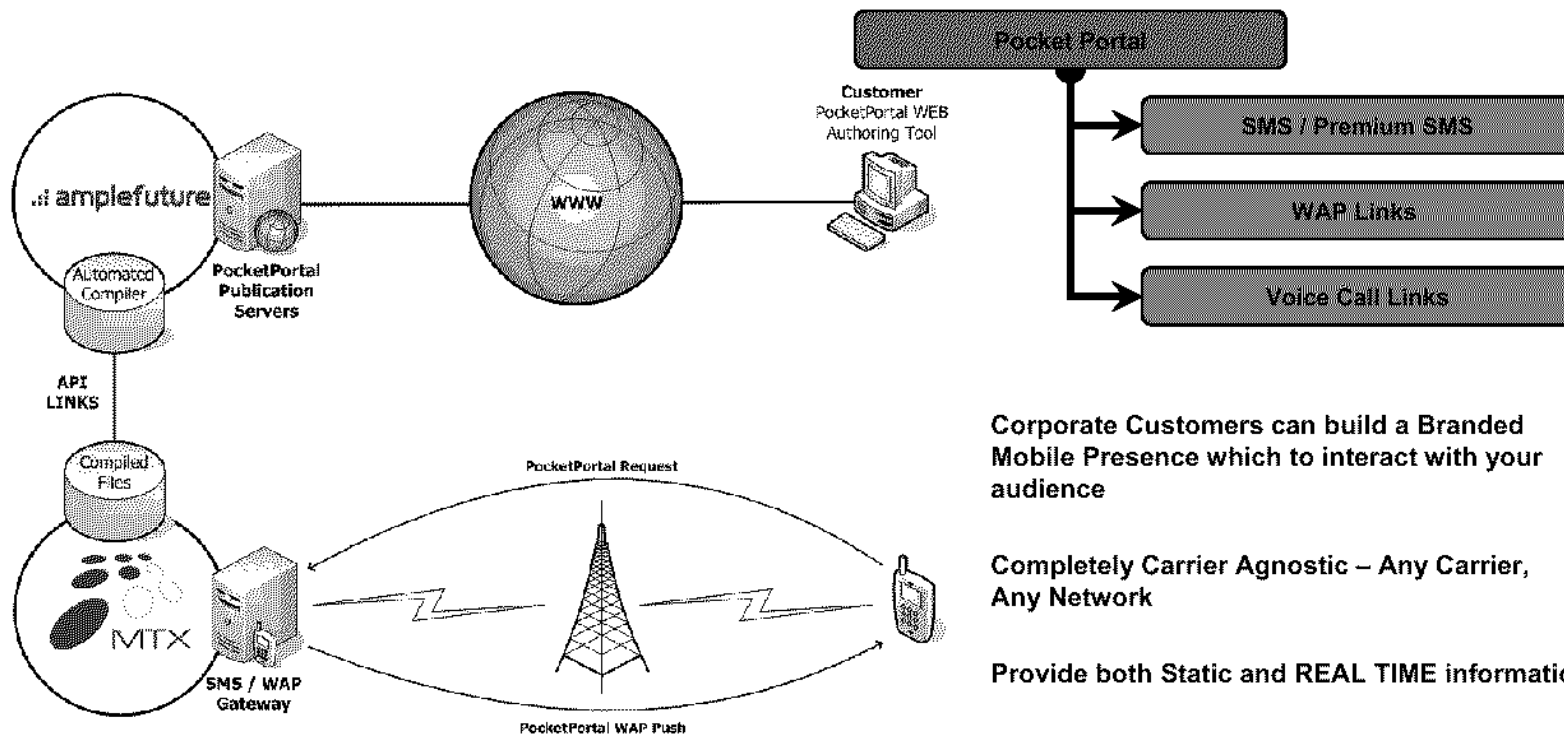 Pocket Portal
SMS / Premium SMS
WAP Links
Voice Call Links
Customer
PocketPortal WEB
Authoring Tool
www
.ıl amplefuture
PocketPortal
Publication
Servers
Automated
Compiler
API
LINKS
Compiled
Files
MTX
SMS / WAP
Gateway
PocketPortal Request
PocketPortal WAP Push
Corporate Customers can build a Branded
Mobile Presence which to interact with your
audience
Completely Carrier Agnostic – Any Carrier,
Any Network
Provide both Static and REAL TIME informatio